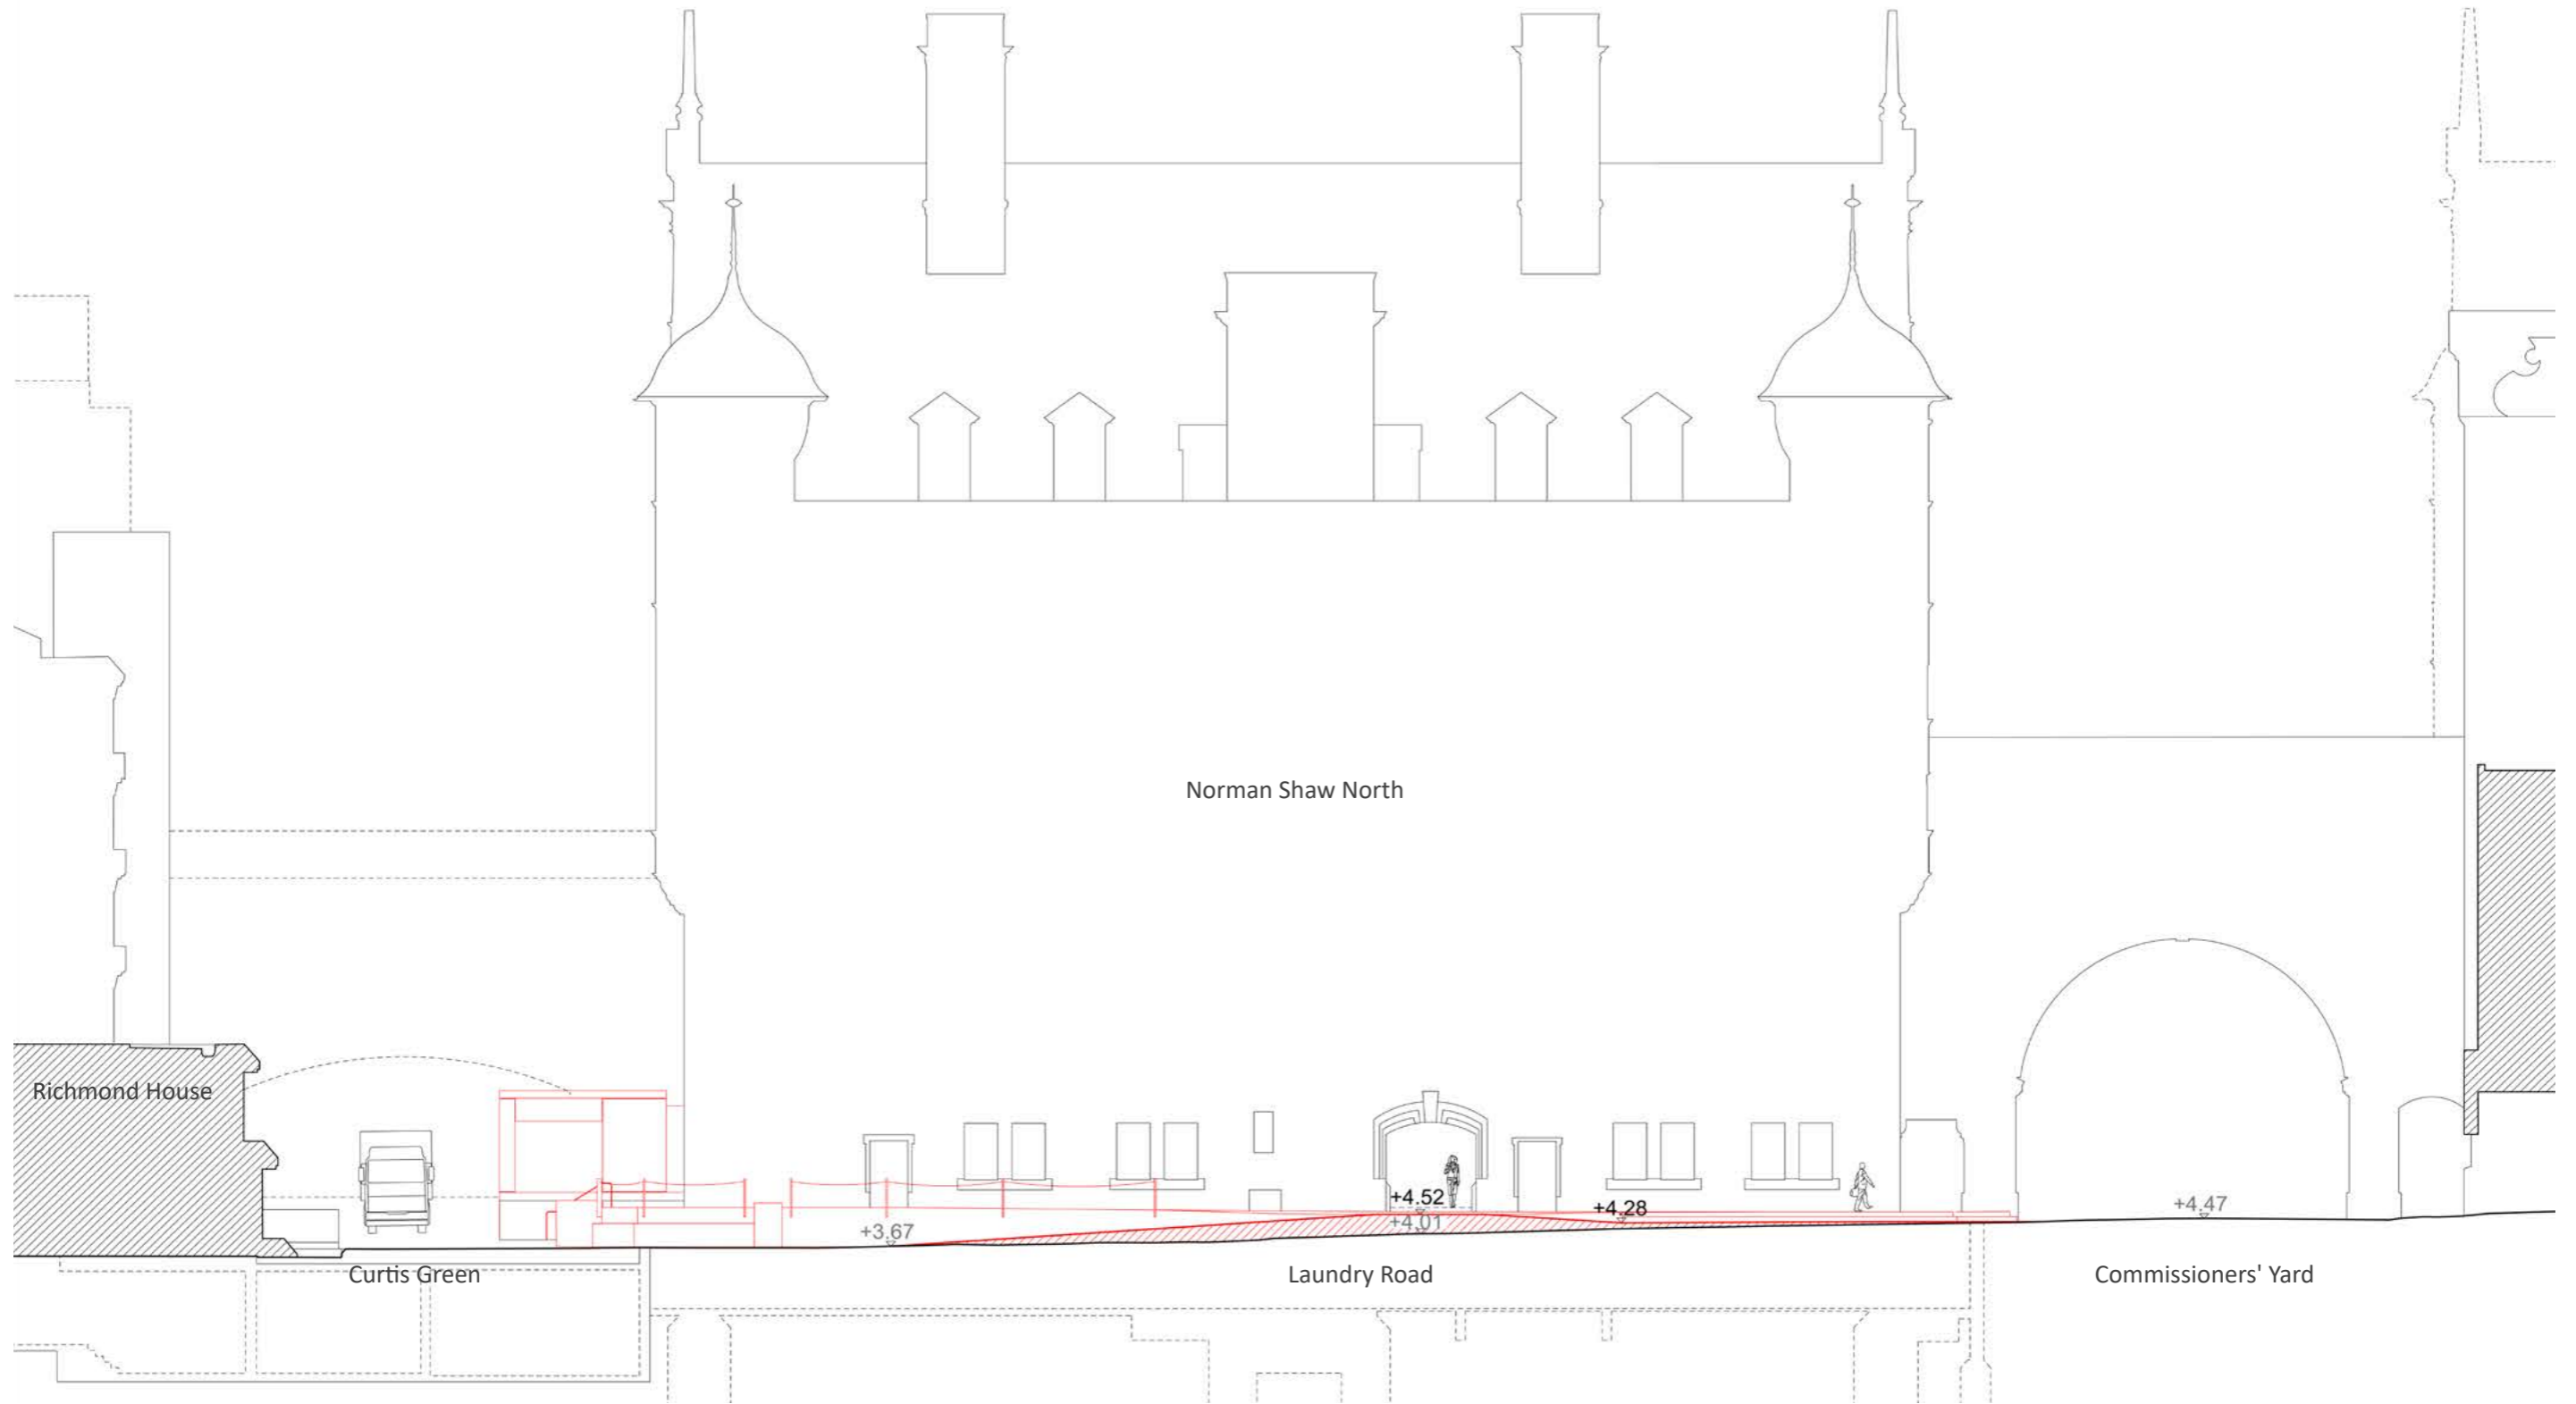 Norman Shaw North
Richmond House
+4.52
+4.28
+4.47
+4.01
+3.67
Curtis Green
Laundry Road
Commissioners' Yard